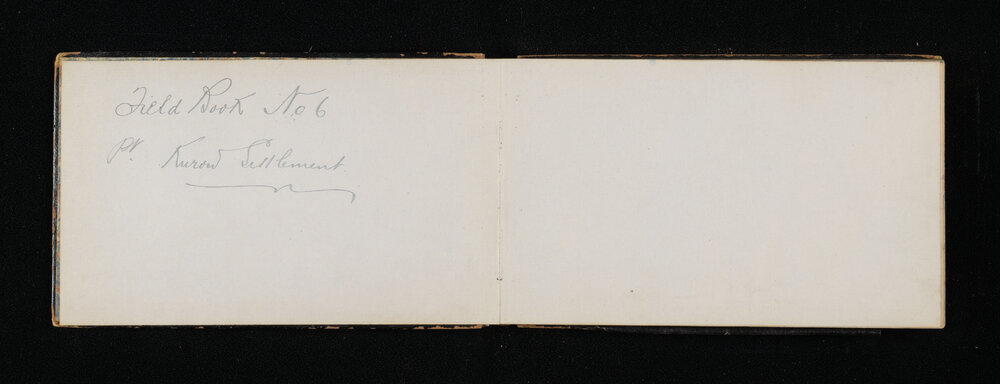 Field Book No 6
Pt. Kurow Settlement